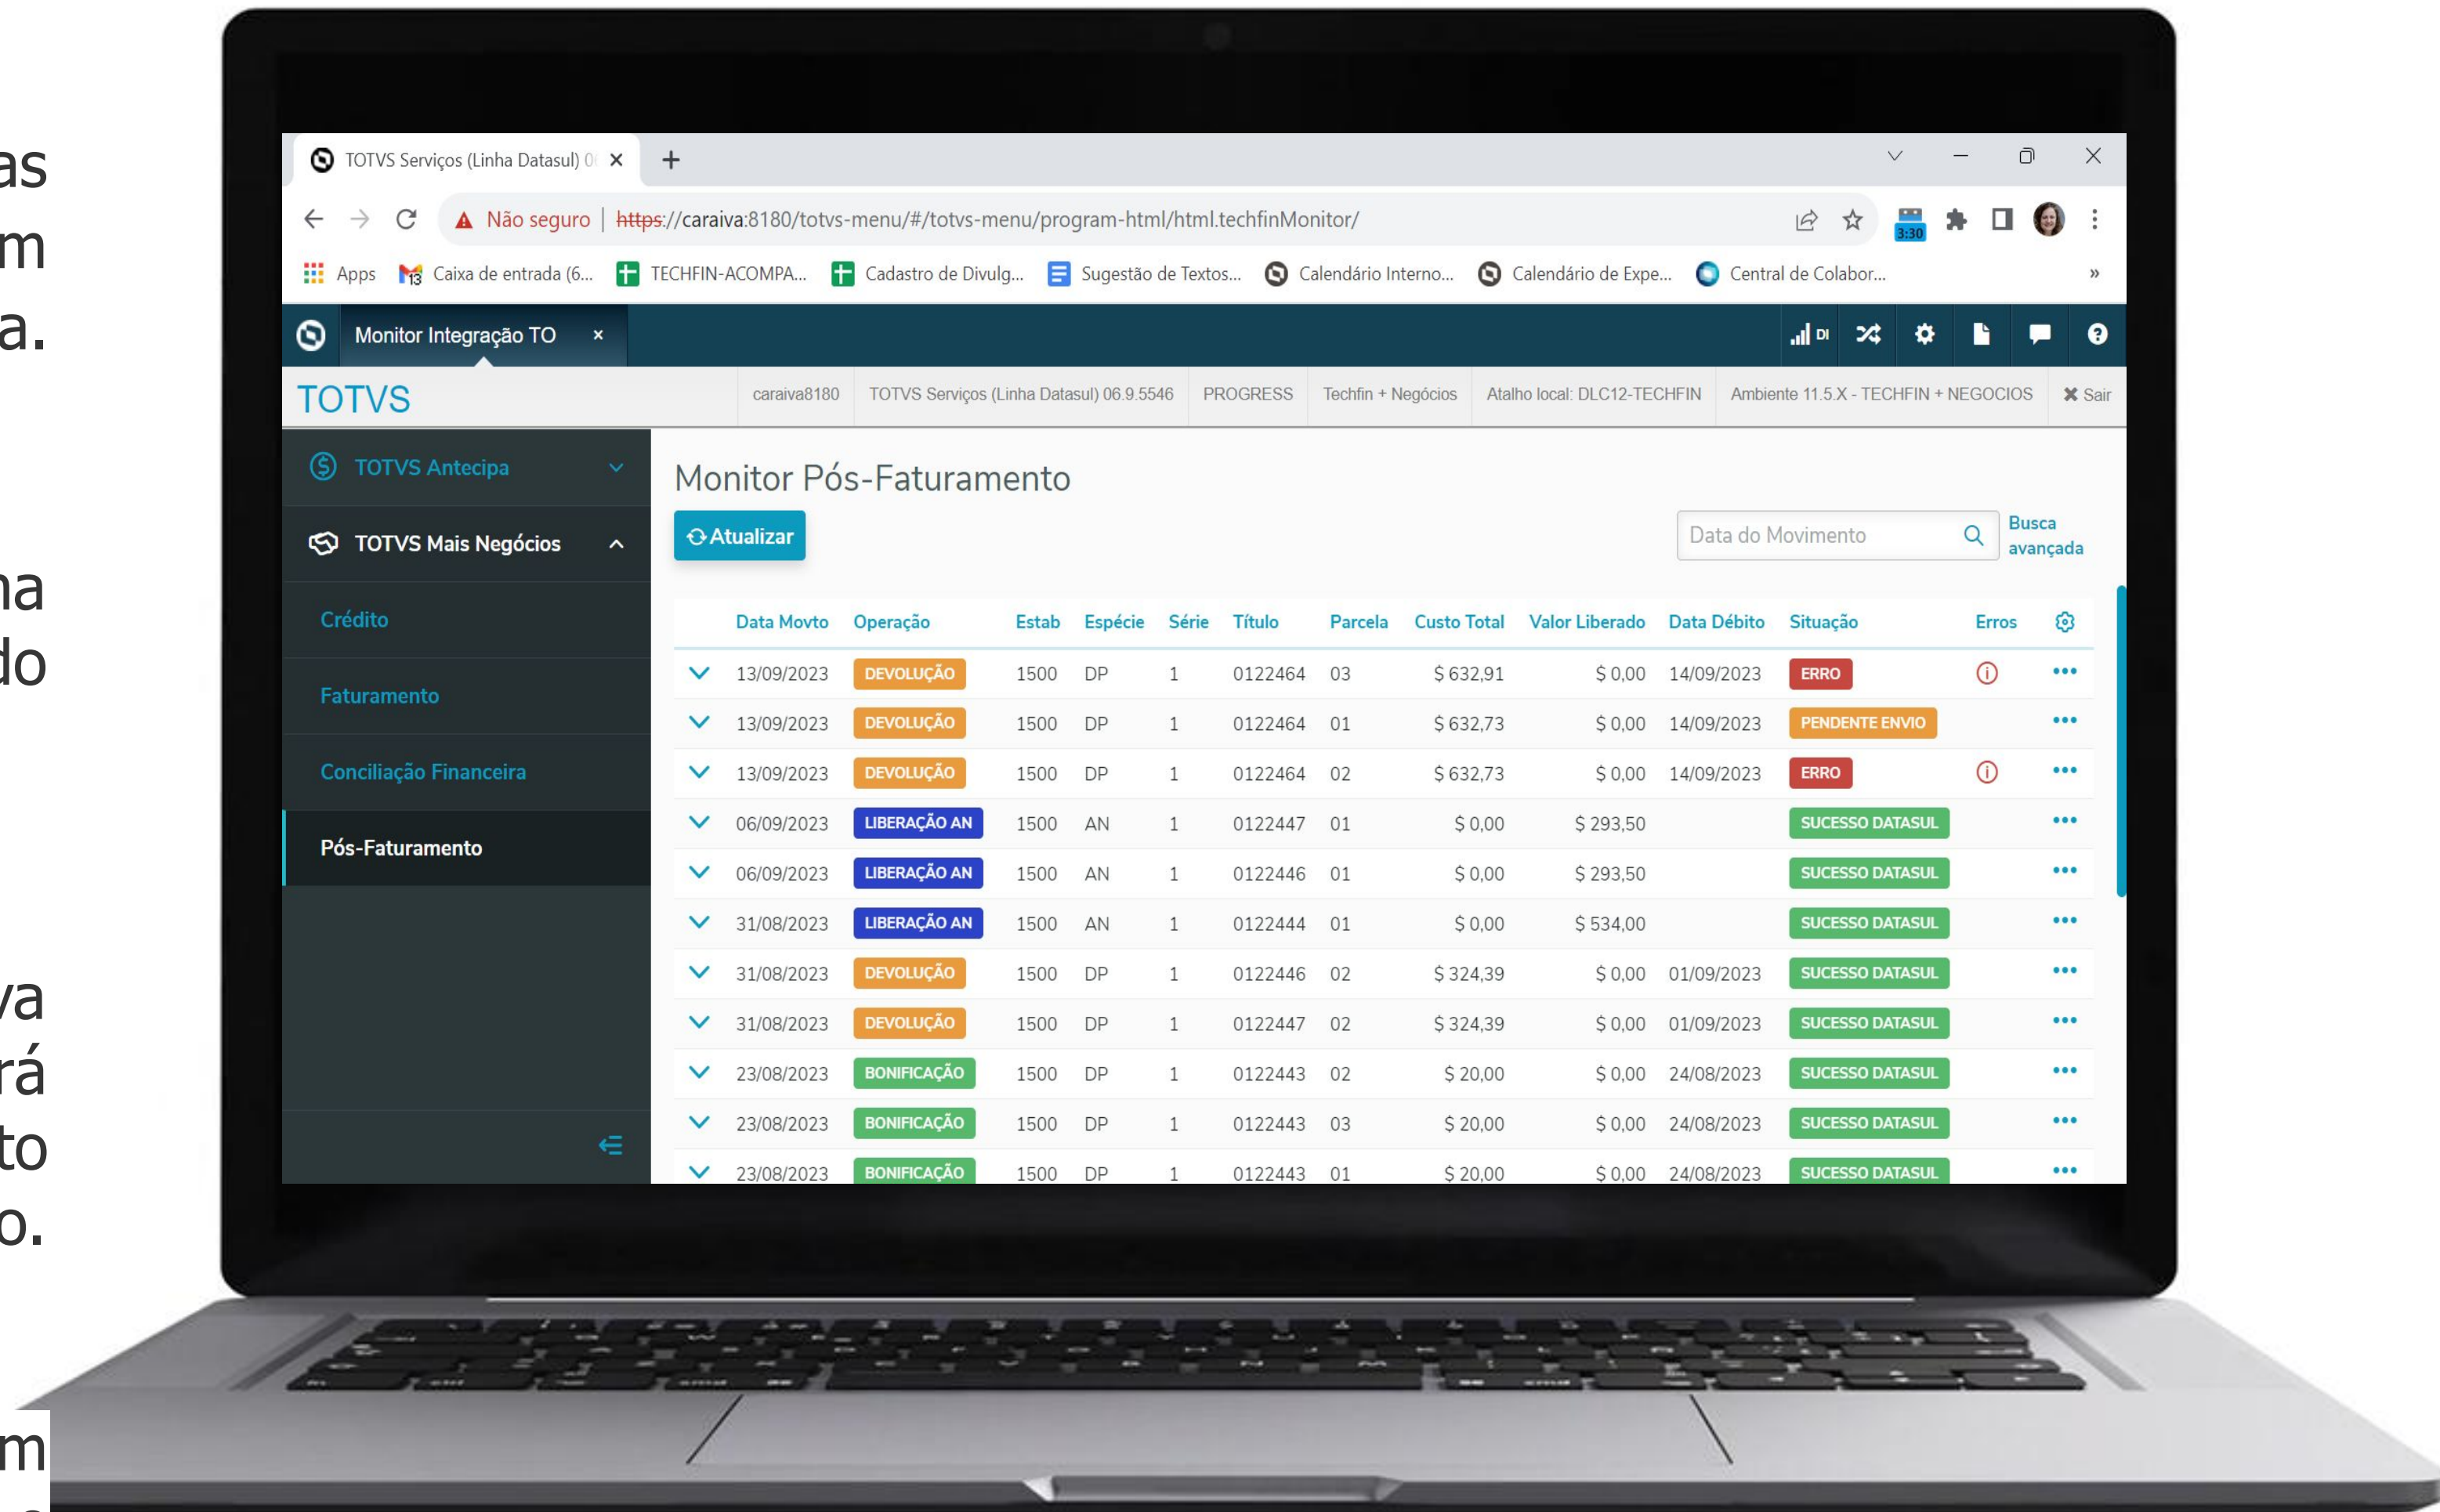 as
m
a.
na
do
va
rá
to
o.
m
TOTVS Serviços (Linha Datasul) 0
Não seguro | https://caraiva:8180/totvs-menu/#/totvs-menu/program-html/html.techfinMonitor/
3:30
Apps 13 Caixa de entrada (6... TECHFIN-ACOMPA... Cadastro de Divulg... Sugestão de Textos... Calendário Interno... Calendário de Expe... Central de Colabor... »
Monitor Integração TO × DI
TOTVS caraiva8180 TOTVS Serviços (Linha Datasul) 06.9.5546 PROGRESS Techfin + Negócios Atalho local: DLC12-TECHFIN Ambiente 11.5.X - TECHFIN + NEGOCIOS Sair
TOTVS Antecipa
TOTVS Mais Negócios
Crédito
Faturamento
Conciliação Financeira
Pós-Faturamento
Monitor Pós-Faturamento
Atualizar
Data do Movimento
Busca
avançada
Data Movto Operação Estab Espécie Série Título Parcela Custo Total Valor Liberado Data Débito Situação Erros
13/09/2023 DEVOLUÇÃO 1500 DP 1 0122464 03 $ 632,91 $ 0,00 14/09/2023 ERRO
13/09/2023 DEVOLUÇÃO 1500 DP 1 0122464 01 $ 632,73 $ 0,00 14/09/2023 PENDENTE ENVIO
13/09/2023 DEVOLUÇÃO 1500 DP 1 0122464 02 $ 632,73 $ 0,00 14/09/2023 ERRO
06/09/2023 LIBERAÇÃO AN 1500 AN 1 0122447 01 $ 0,00 $ 293,50 SUCESSO DATASUL
06/09/2023 LIBERAÇÃO AN 1500 AN 1 0122446 01 $ 0,00 $ 293,50 SUCESSO DATASUL
31/08/2023 LIBERAÇÃO AN 1500 AN 1 0122444 01 $ 0,00 $ 534,00 SUCESSO DATASUL
31/08/2023 DEVOLUÇÃO 1500 DP 1 0122446 02 $ 324,39 $ 0,00 01/09/2023 SUCESSO DATASUL
31/08/2023 DEVOLUÇÃO 1500 DP 1 0122447 02 $ 324,39 $ 0,00 01/09/2023 SUCESSO DATASUL
23/08/2023 BONIFICAÇÃO 1500 DP 1 0122443 02 $ 20,00 $ 0,00 24/08/2023 SUCESSO DATASUL
23/08/2023 BONIFICAÇÃO 1500 DP 1 0122443 03 $ 20,00 $ 0,00 24/08/2023 SUCESSO DATASUL
23/08/2023 BONIFICAÇÃO 1500 DP 1 0122443 01 $ 20,00 $ 0,00 24/08/2023 SUCESSO DATASUL